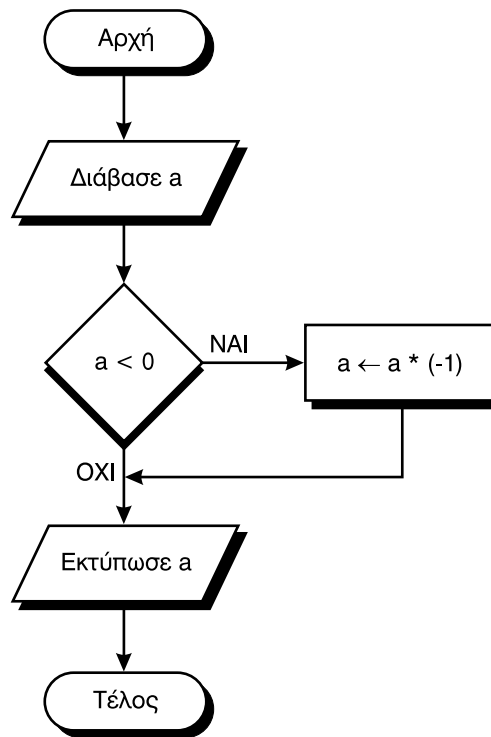 Αρχή
Διάβασε a
a < 0
ΝΑΙ
a ← a * (-1)
ΟΧΙ
Εκτύπωσε a
Τέλος